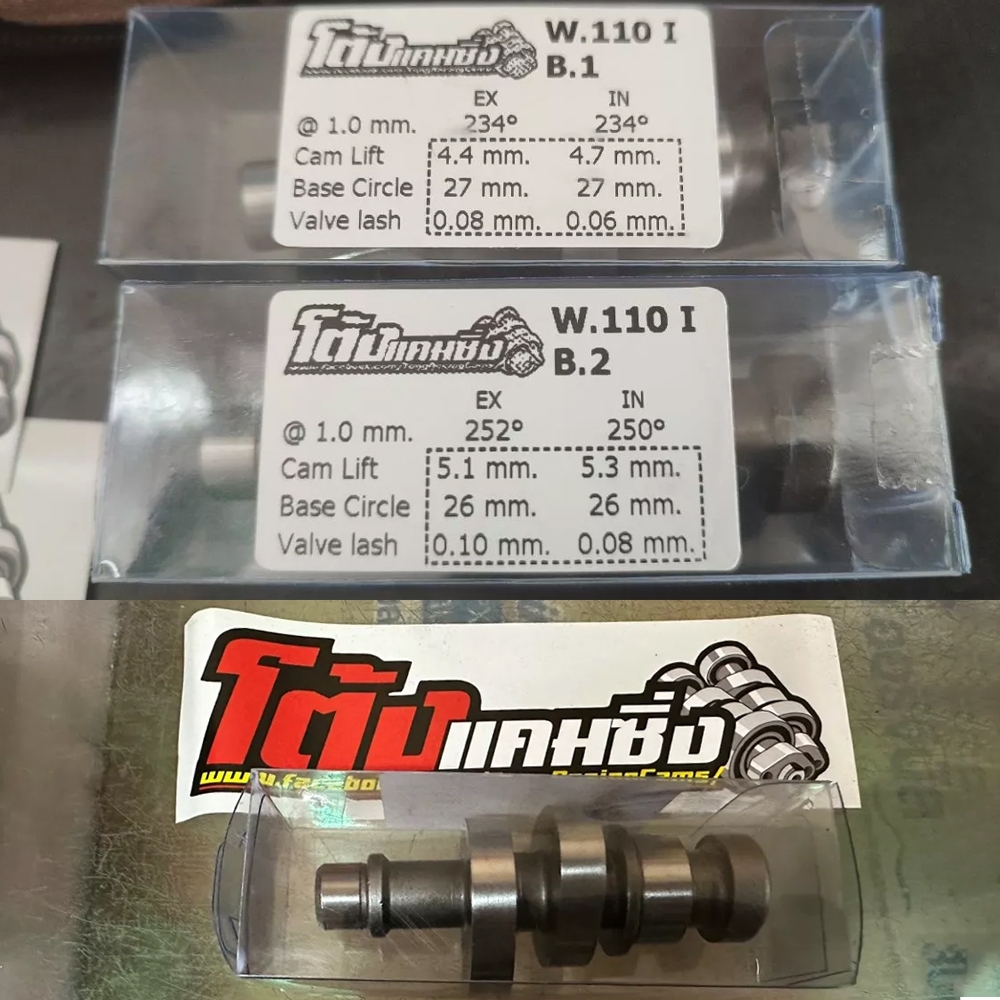 โต้งแคมซิ่ง
W.110 I
B.1
EX IN
@ 1.0 mm. 234° 234°
Cam Lift 4.4 mm. 4.7 mm.
Base Circle 27 mm. 27 mm.
Valve lash 0.08 mm. 0.06 mm.
โต้งแคมซิ่ง
W.110 I
B.2
EX IN
@ 1.0 mm. 252° 250°
Cam Lift 5.1 mm. 5.3 mm.
Base Circle 26 mm. 26 mm.
Valve lash 0.10 mm. 0.08 mm.
โต้งแคมซิ่ง